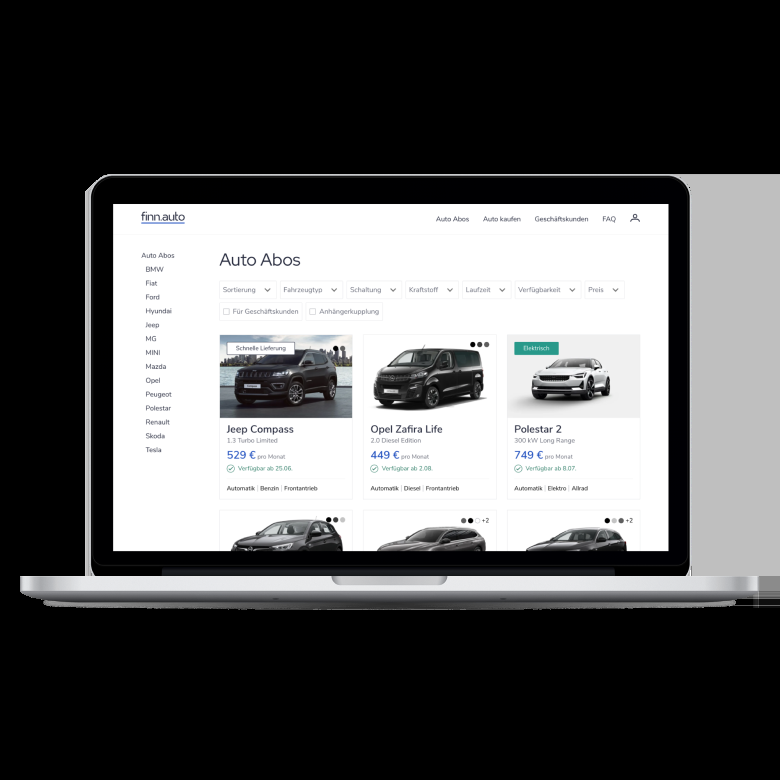 finn.auto
Auto Abos Auto kaufen Geschäftskunden FAQ
Auto Abos
BMW
Fiat
Ford
Hyundai
Jeep
MG
MINI
Mazda
Opel
Peugeot
Polestar
Renault
Skoda
Tesla
Auto Abos
Sortierung Fahrzeugtyp Schaltung Kraftstoff Laufzeit Verfügbarkeit Preis
Für Geschäftskunden Anhängerkupplung
Schnelle Lieferung
Jeep Compass
1.3 Turbo Limited
529 € pro Monat
Verfügbar ab 25.06.
Automatik | Benzin | Frontantrieb
Opel Zafira Life
2.0 Diesel Edition
449 € pro Monat
Verfügbar ab 2.08.
Automatik | Diesel | Frontantrieb
Elektrisch
Polestar 2
300 kW Long Range
749 € pro Monat
Verfügbar ab 8.07.
Automatik | Elektro | Allrad
+2
+2